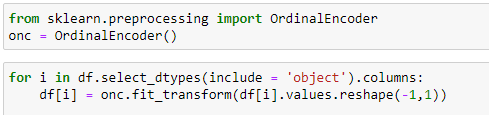 from sklearn.preprocessing import OrdinalEncoder
onc = OrdinalEncoder()
for i in df.select_dtypes(include = 'object').columns:
    df[i] = onc.fit_transform(df[i].values.reshape(-1,1))